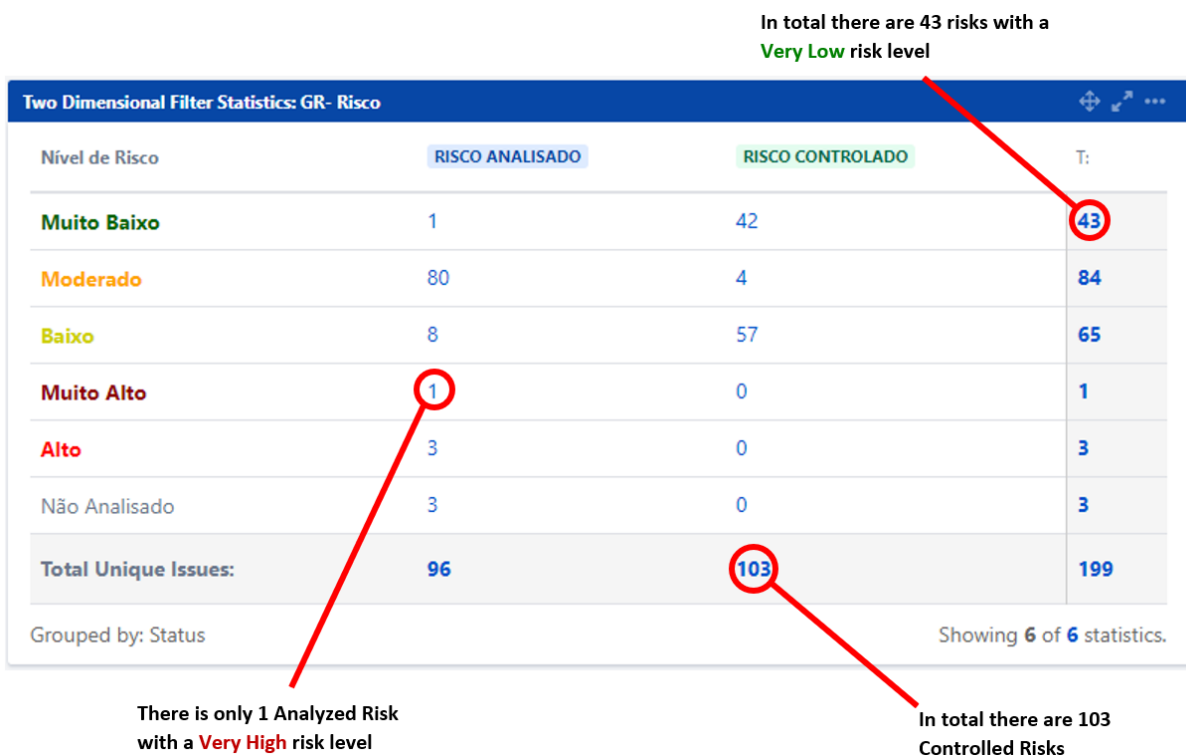 In total there are 43 risks with a
Very Low risk level
Two Dimensional Filter Statistics: GR- Risco
Nível de Risco RISCO ANALISADO RISCO CONTROLADO T:
Muito Baixo 1 42 43
Moderado 80 4 84
Baixo 8 57 65
Muito Alto 1 0 1
Alto 3 0 3
Não Analisado 3 0 3
Total Unique Issues: 96 103 199
Grouped by: Status Showing 6 of 6 statistics.
There is only 1 Analyzed Risk
with a Very High risk level
In total there are 103
Controlled Risks